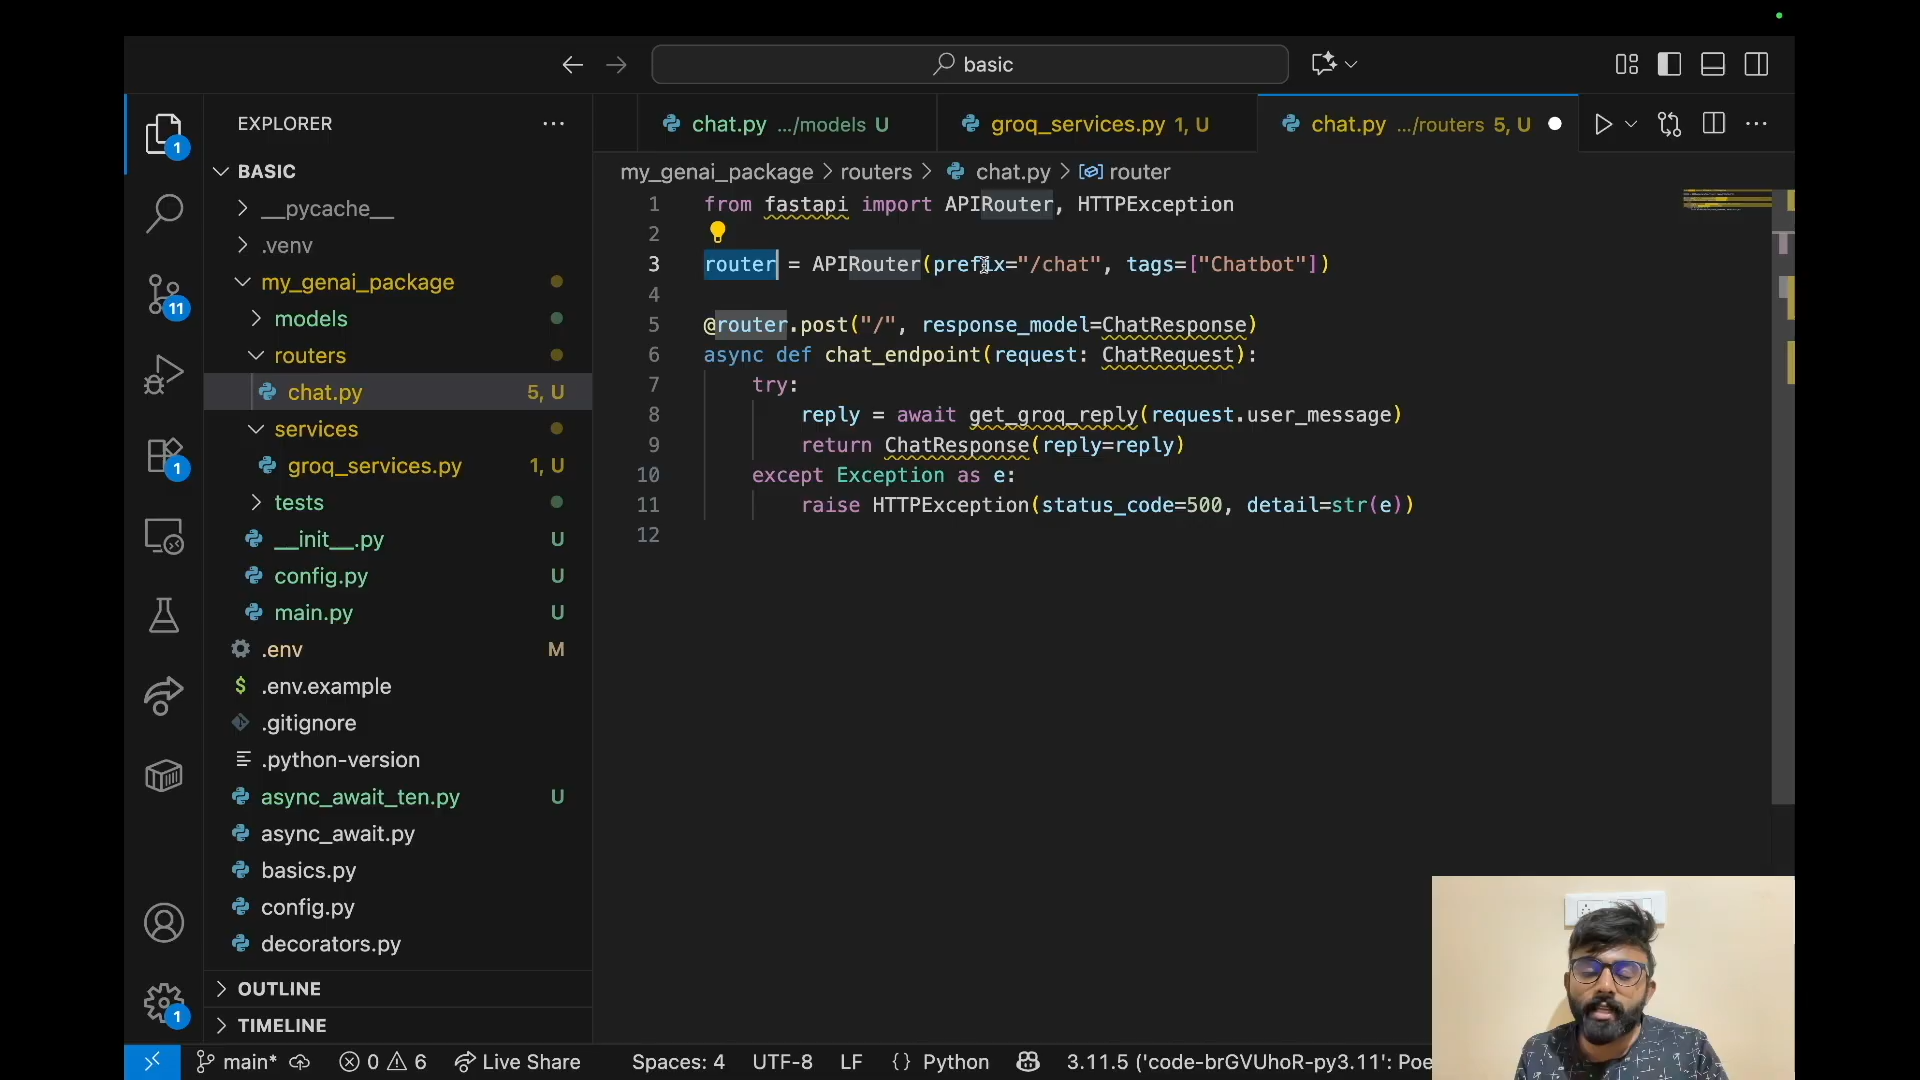 basic
EXPLORER
chat.py .../models U
groq_services.py 1, U
chat.py .../routers 5, U
my_genai_package > routers > chat.py > router
BASIC
__pycache__
.venv
my_genai_package
models
routers
chat.py 5, U
services
groq_services.py 1, U
tests
__init__.py U
config.py U
main.py U
.env M
.env.example
.gitignore
.python-version
async_await_ten.py U
async_await.py
basics.py
config.py
decorators.py
OUTLINE
TIMELINE
1
11
1
1
1 from fastapi import APIRouter, HTTPException
2
3 router = APIRouter(prefix="/chat", tags=["Chatbot"])
4
5 @router.post("/", response_model=ChatResponse)
6 async def chat_endpoint(request: ChatRequest):
7 try:
8 reply = await get_groq_reply(request.user_message)
9 return ChatResponse(reply=reply)
10 except Exception as e:
11 raise HTTPException(status_code=500, detail=str(e))
12
main* 0 6 Live Share Spaces: 4 UTF-8 LF {} Python 3.11.5 ('code-brGVUhoR-py3.11': Poe